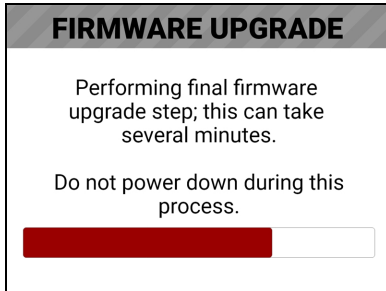 FIRMWARE UPGRADE
Performing final firmware
upgrade step; this can take
several minutes.
Do not power down during this
process.